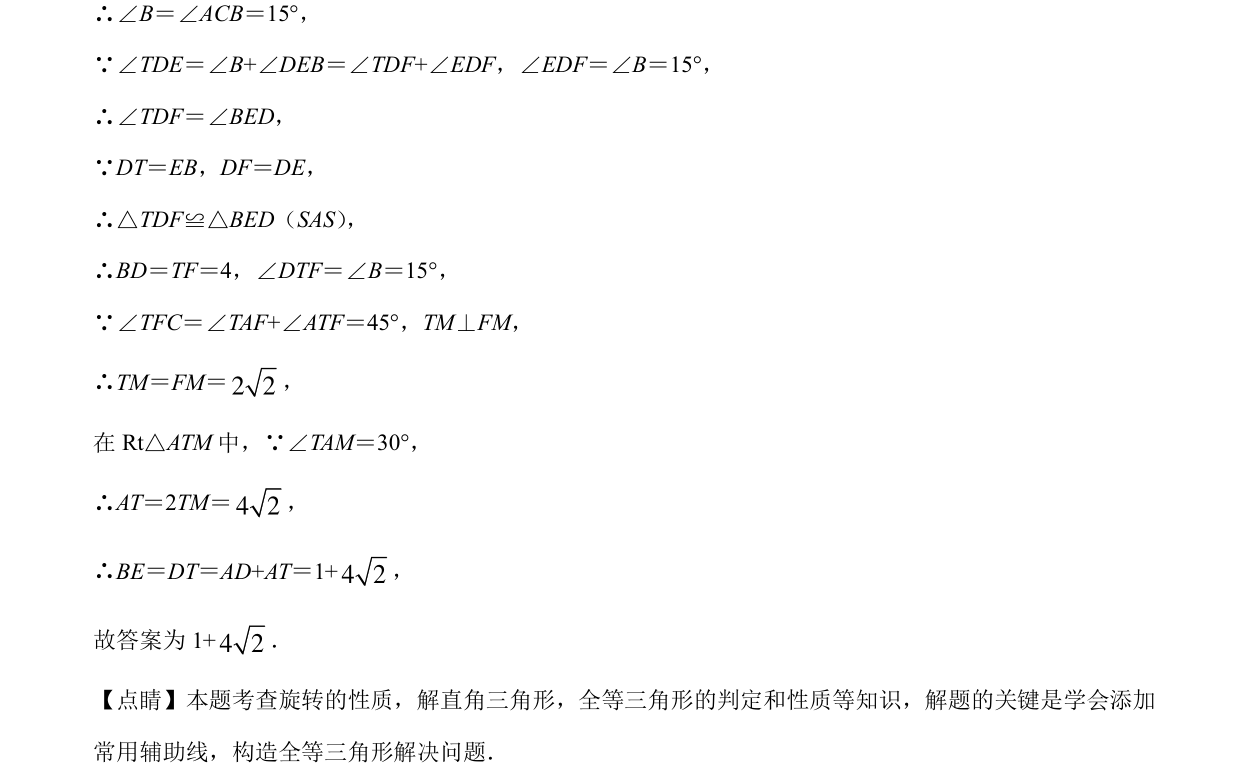 ∴∠B＝∠ACB＝15°，
∵∠TDE＝∠B+∠DEB＝∠TDF+∠EDF，∠EDF＝∠B＝15°，
∴∠TDF＝∠BED，
∵DT＝EB，DF＝DE，
∴△TDF≌△BED（SAS），
∴BD＝TF＝4，∠DTF＝∠B＝15°，
∵∠TFC＝∠TAF+∠ATF＝45°，TM⊥FM，
∴TM＝FM＝2√2，
在 Rt△ATM 中，∵∠TAM＝30°，
∴AT＝2TM＝4√2，
∴BE＝DT＝AD+AT＝1+4√2，
故答案为 1+4√2．
【点睛】本题考查旋转的性质，解直角三角形，全等三角形的判定和性质等知识，解题的关键是学会添加
常用辅助线，构造全等三角形解决问题．